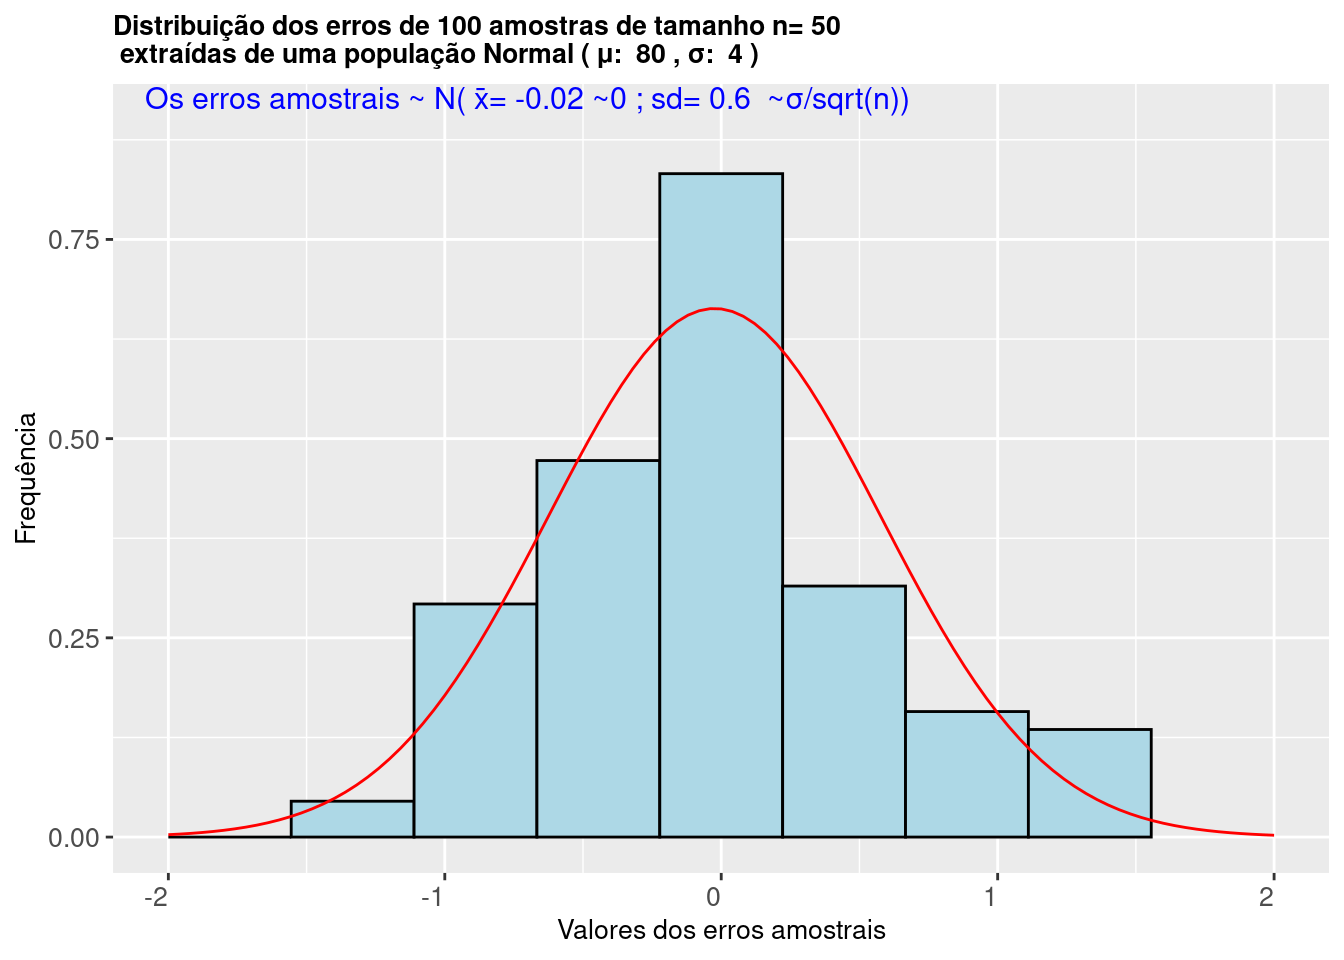 Distribuição dos erros de 100 amostras de tamanho n= 50
extraídas de uma população Normal ( μ:  80 , σ:  4 )
Os erros amostrais ~ N( x̄= -0.02 ~0 ; sd= 0.6  ~σ/sqrt(n))
Frequência
0.75
0.50
0.25
0.00
-2
-1
0
1
2
Valores dos erros amostrais